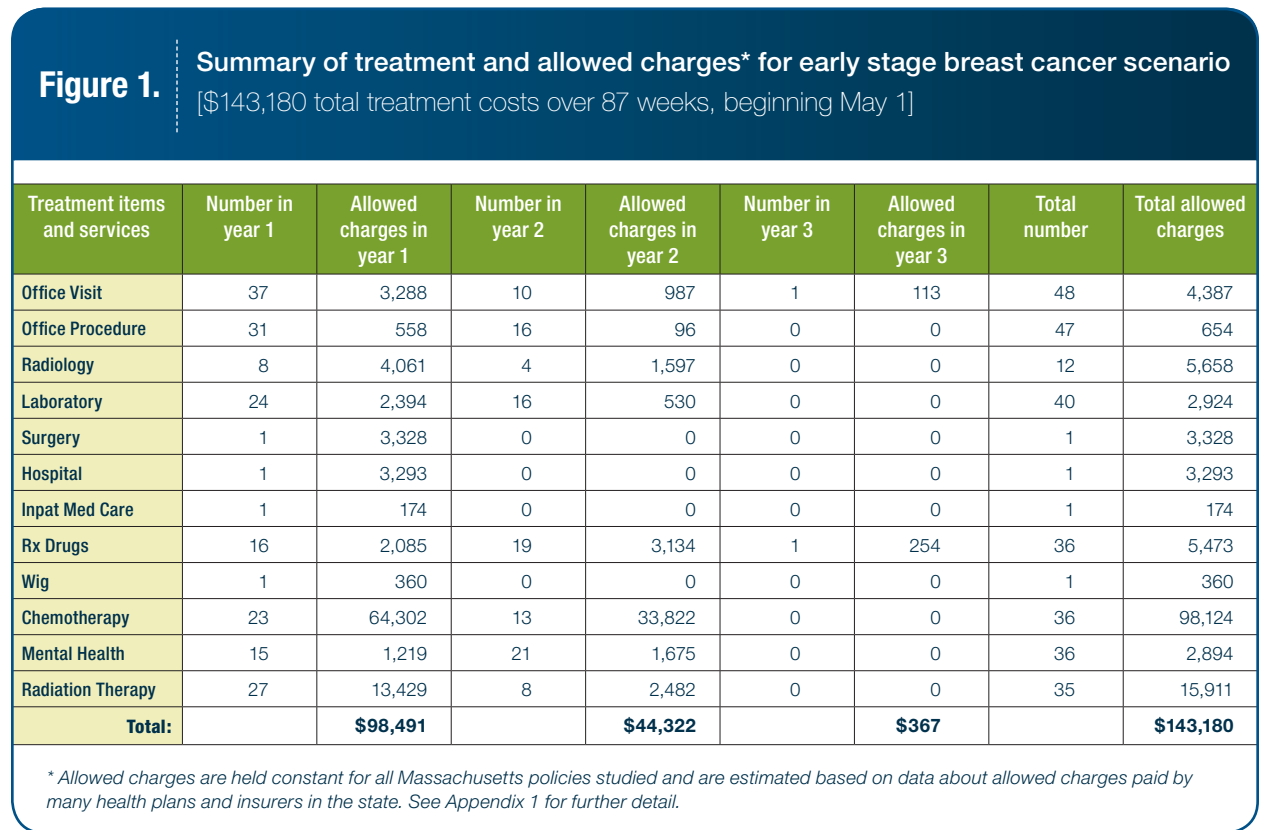 Figure 1.
Summary of treatment and allowed charges* for early stage breast cancer scenario
[$143,180 total treatment costs over 87 weeks, beginning May 1]
Treatment items and services Number in year 1 Allowed charges in year 1 Number in year 2 Allowed charges in year 2 Number in year 3 Allowed charges in year 3 Total number Total allowed charges
Office Visit 37 3,288 10 987 1 113 48 4,387
Office Procedure 31 558 16 96 0 0 47 654
Radiology 8 4,061 4 1,597 0 0 12 5,658
Laboratory 24 2,394 16 530 0 0 40 2,924
Surgery 1 3,328 0 0 0 0 1 3,328
Hospital 1 3,293 0 0 0 0 1 3,293
Inpat Med Care 1 174 0 0 0 0 1 174
Rx Drugs 16 2,085 19 3,134 1 254 36 5,473
Wig 1 360 0 0 0 0 1 360
Chemotherapy 23 64,302 13 33,822 0 0 36 98,124
Mental Health 15 1,219 21 1,675 0 0 36 2,894
Radiation Therapy 27 13,429 8 2,482 0 0 35 15,911
Total: $98,491 $44,322 $367 $143,180
* Allowed charges are held constant for all Massachusetts policies studied and are estimated based on data about allowed charges paid by
many health plans and insurers in the state. See Appendix 1 for further detail.